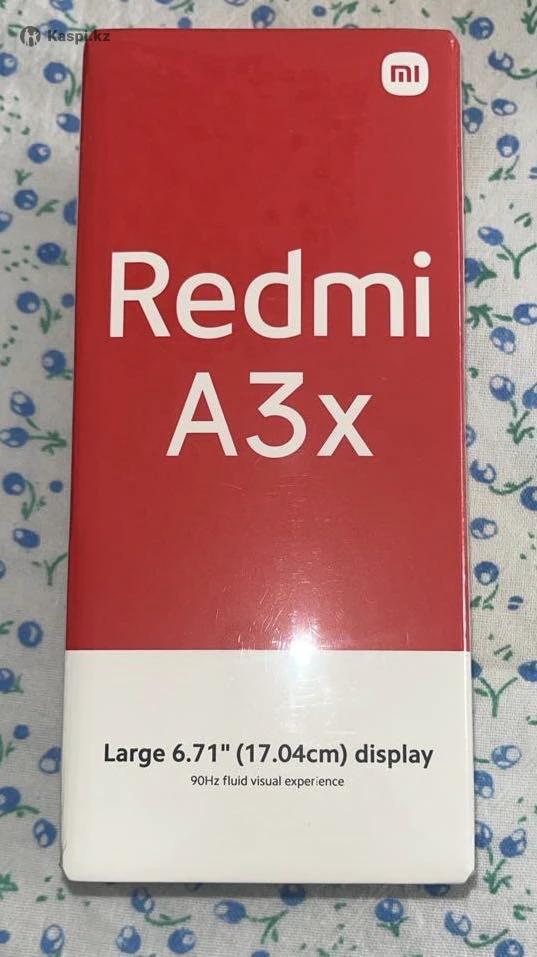 Kaspi.kz
mi
Redmi
A3x
Large 6.71" (17.04cm) display
90Hz fluid visual experience